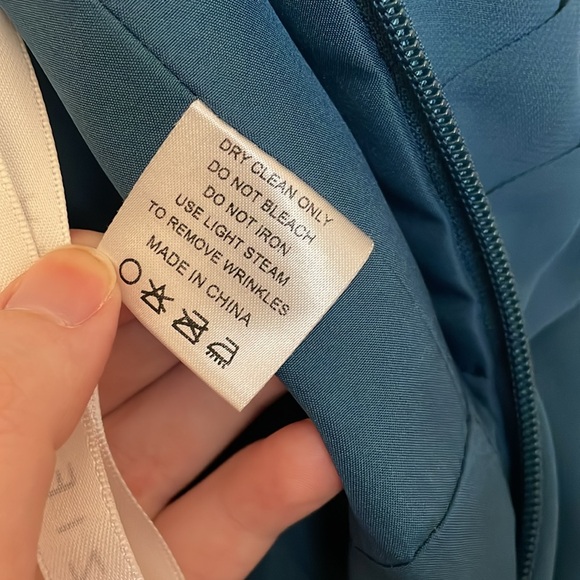 DRY CLEAN ONLY
DO NOT BLEACH
DO NOT IRON
USE LIGHT STEAM
TO REMOVE WRINKLES
MADE IN CHINA